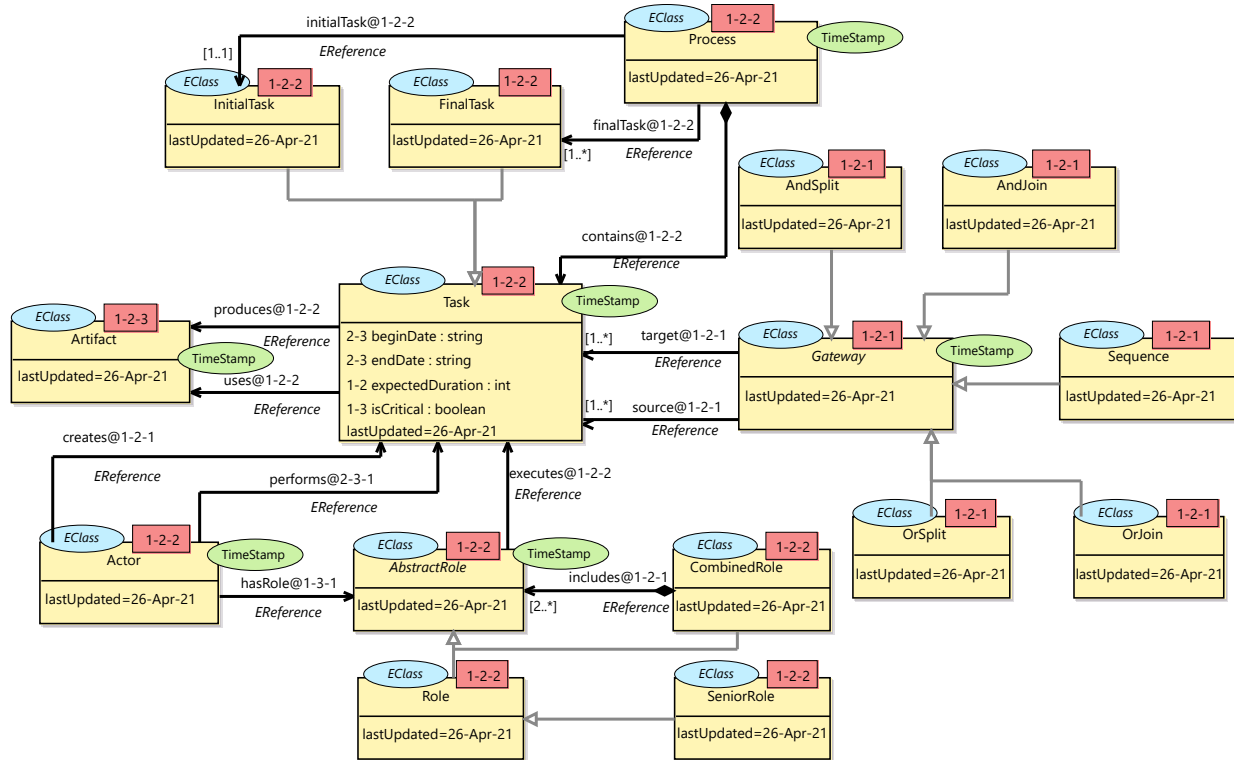 initialTask@1-2-2
EReference
[1..1]
EClass
1-2-2
Process
TimeStamp
lastUpdated=26-Apr-21
EClass
1-2-2
InitialTask
lastUpdated=26-Apr-21
EClass
1-2-2
FinalTask
lastUpdated=26-Apr-21
finalTask@1-2-2
[1..*]
EReference
EClass
1-2-1
AndSplit
lastUpdated=26-Apr-21
EClass
1-2-1
AndJoin
lastUpdated=26-Apr-21
contains@1-2-2
EReference
EClass
1-2-2
Task
TimeStamp
2-3 beginDate : string
2-3 endDate : string
1-2 expectedDuration : int
1-3 isCritical : boolean
lastUpdated=26-Apr-21
produces@1-2-2
EReference
EClass
1-2-3
Artifact
TimeStamp
lastUpdated=26-Apr-21
uses@1-2-2
EReference
[1..*]
target@1-2-1
EReference
[1..*]
source@1-2-1
EReference
EClass
1-2-1
Gateway
TimeStamp
lastUpdated=26-Apr-21
EClass
1-2-1
Sequence
lastUpdated=26-Apr-21
creates@1-2-1
EReference
performs@2-3-1
EReference
executes@1-2-2
EReference
EClass
1-2-2
Actor
TimeStamp
lastUpdated=26-Apr-21
hasRole@1-3-1
EReference
EClass
1-2-2
AbstractRole
TimeStamp
lastUpdated=26-Apr-21
includes@1-2-1
[2..*]
EReference
EClass
1-2-2
CombinedRole
lastUpdated=26-Apr-21
EClass
1-2-1
OrSplit
lastUpdated=26-Apr-21
EClass
1-2-1
OrJoin
lastUpdated=26-Apr-21
EClass
1-2-2
Role
lastUpdated=26-Apr-21
EClass
1-2-2
SeniorRole
lastUpdated=26-Apr-21